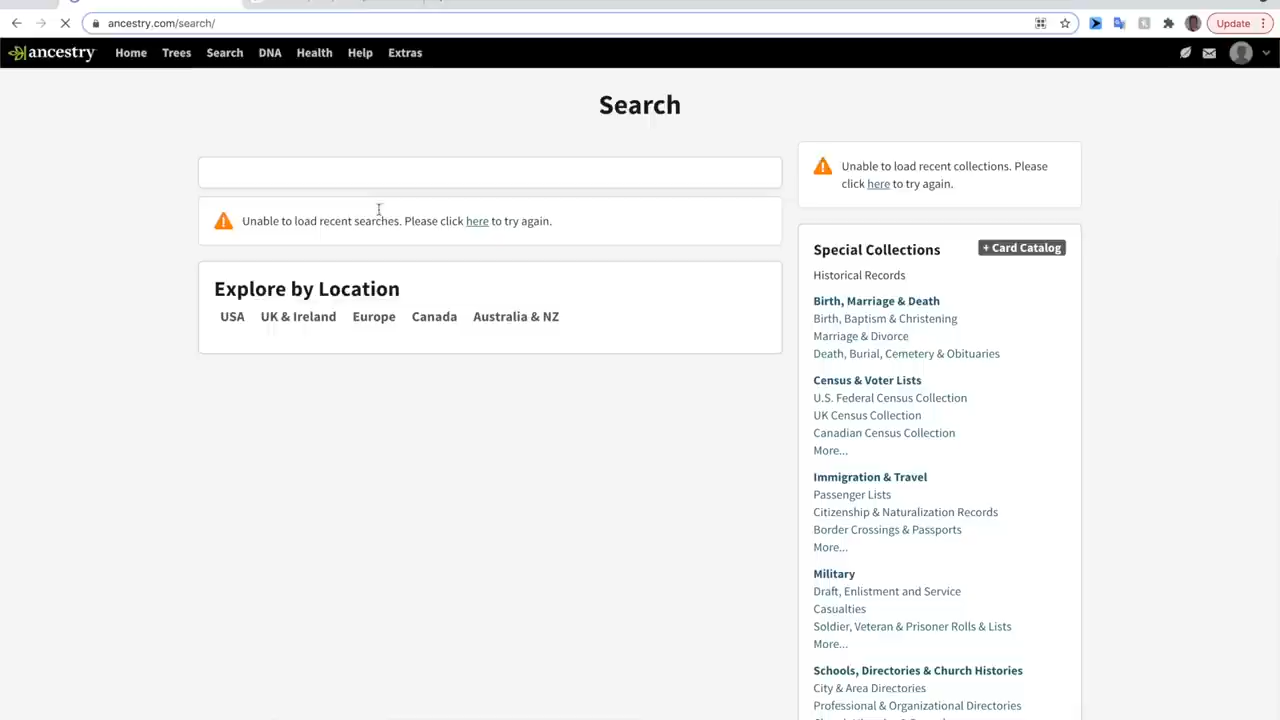 ancestry.com/search/
Update
ancestry
Home Trees Search DNA Health Help Extras
Search
Unable to load recent searches. Please click here to try again.
Explore by Location
USA UK & Ireland Europe Canada Australia & NZ
Unable to load recent collections. Please
click here to try again.
Special Collections
+ Card Catalog
Historical Records
Birth, Marriage & Death
Birth, Baptism & Christening
Marriage & Divorce
Death, Burial, Cemetery & Obituaries
Census & Voter Lists
U.S. Federal Census Collection
UK Census Collection
Canadian Census Collection
More...
Immigration & Travel
Passenger Lists
Citizenship & Naturalization Records
Border Crossings & Passports
More...
Military
Draft, Enlistment and Service
Casualties
Soldier, Veteran & Prisoner Rolls & Lists
More...
Schools, Directories & Church Histories
City & Area Directories
Professional & Organizational Directories